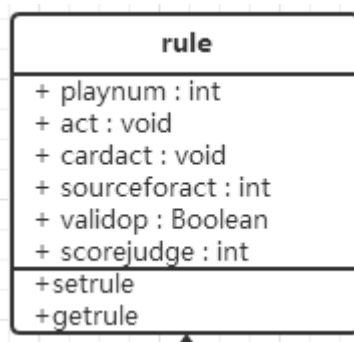 rule
+ playnum : int
+ act : void
+ cardact : void
+ sourceforact : int
+ validop : Boolean
+ scorejudge : int
+setrule
+getrule